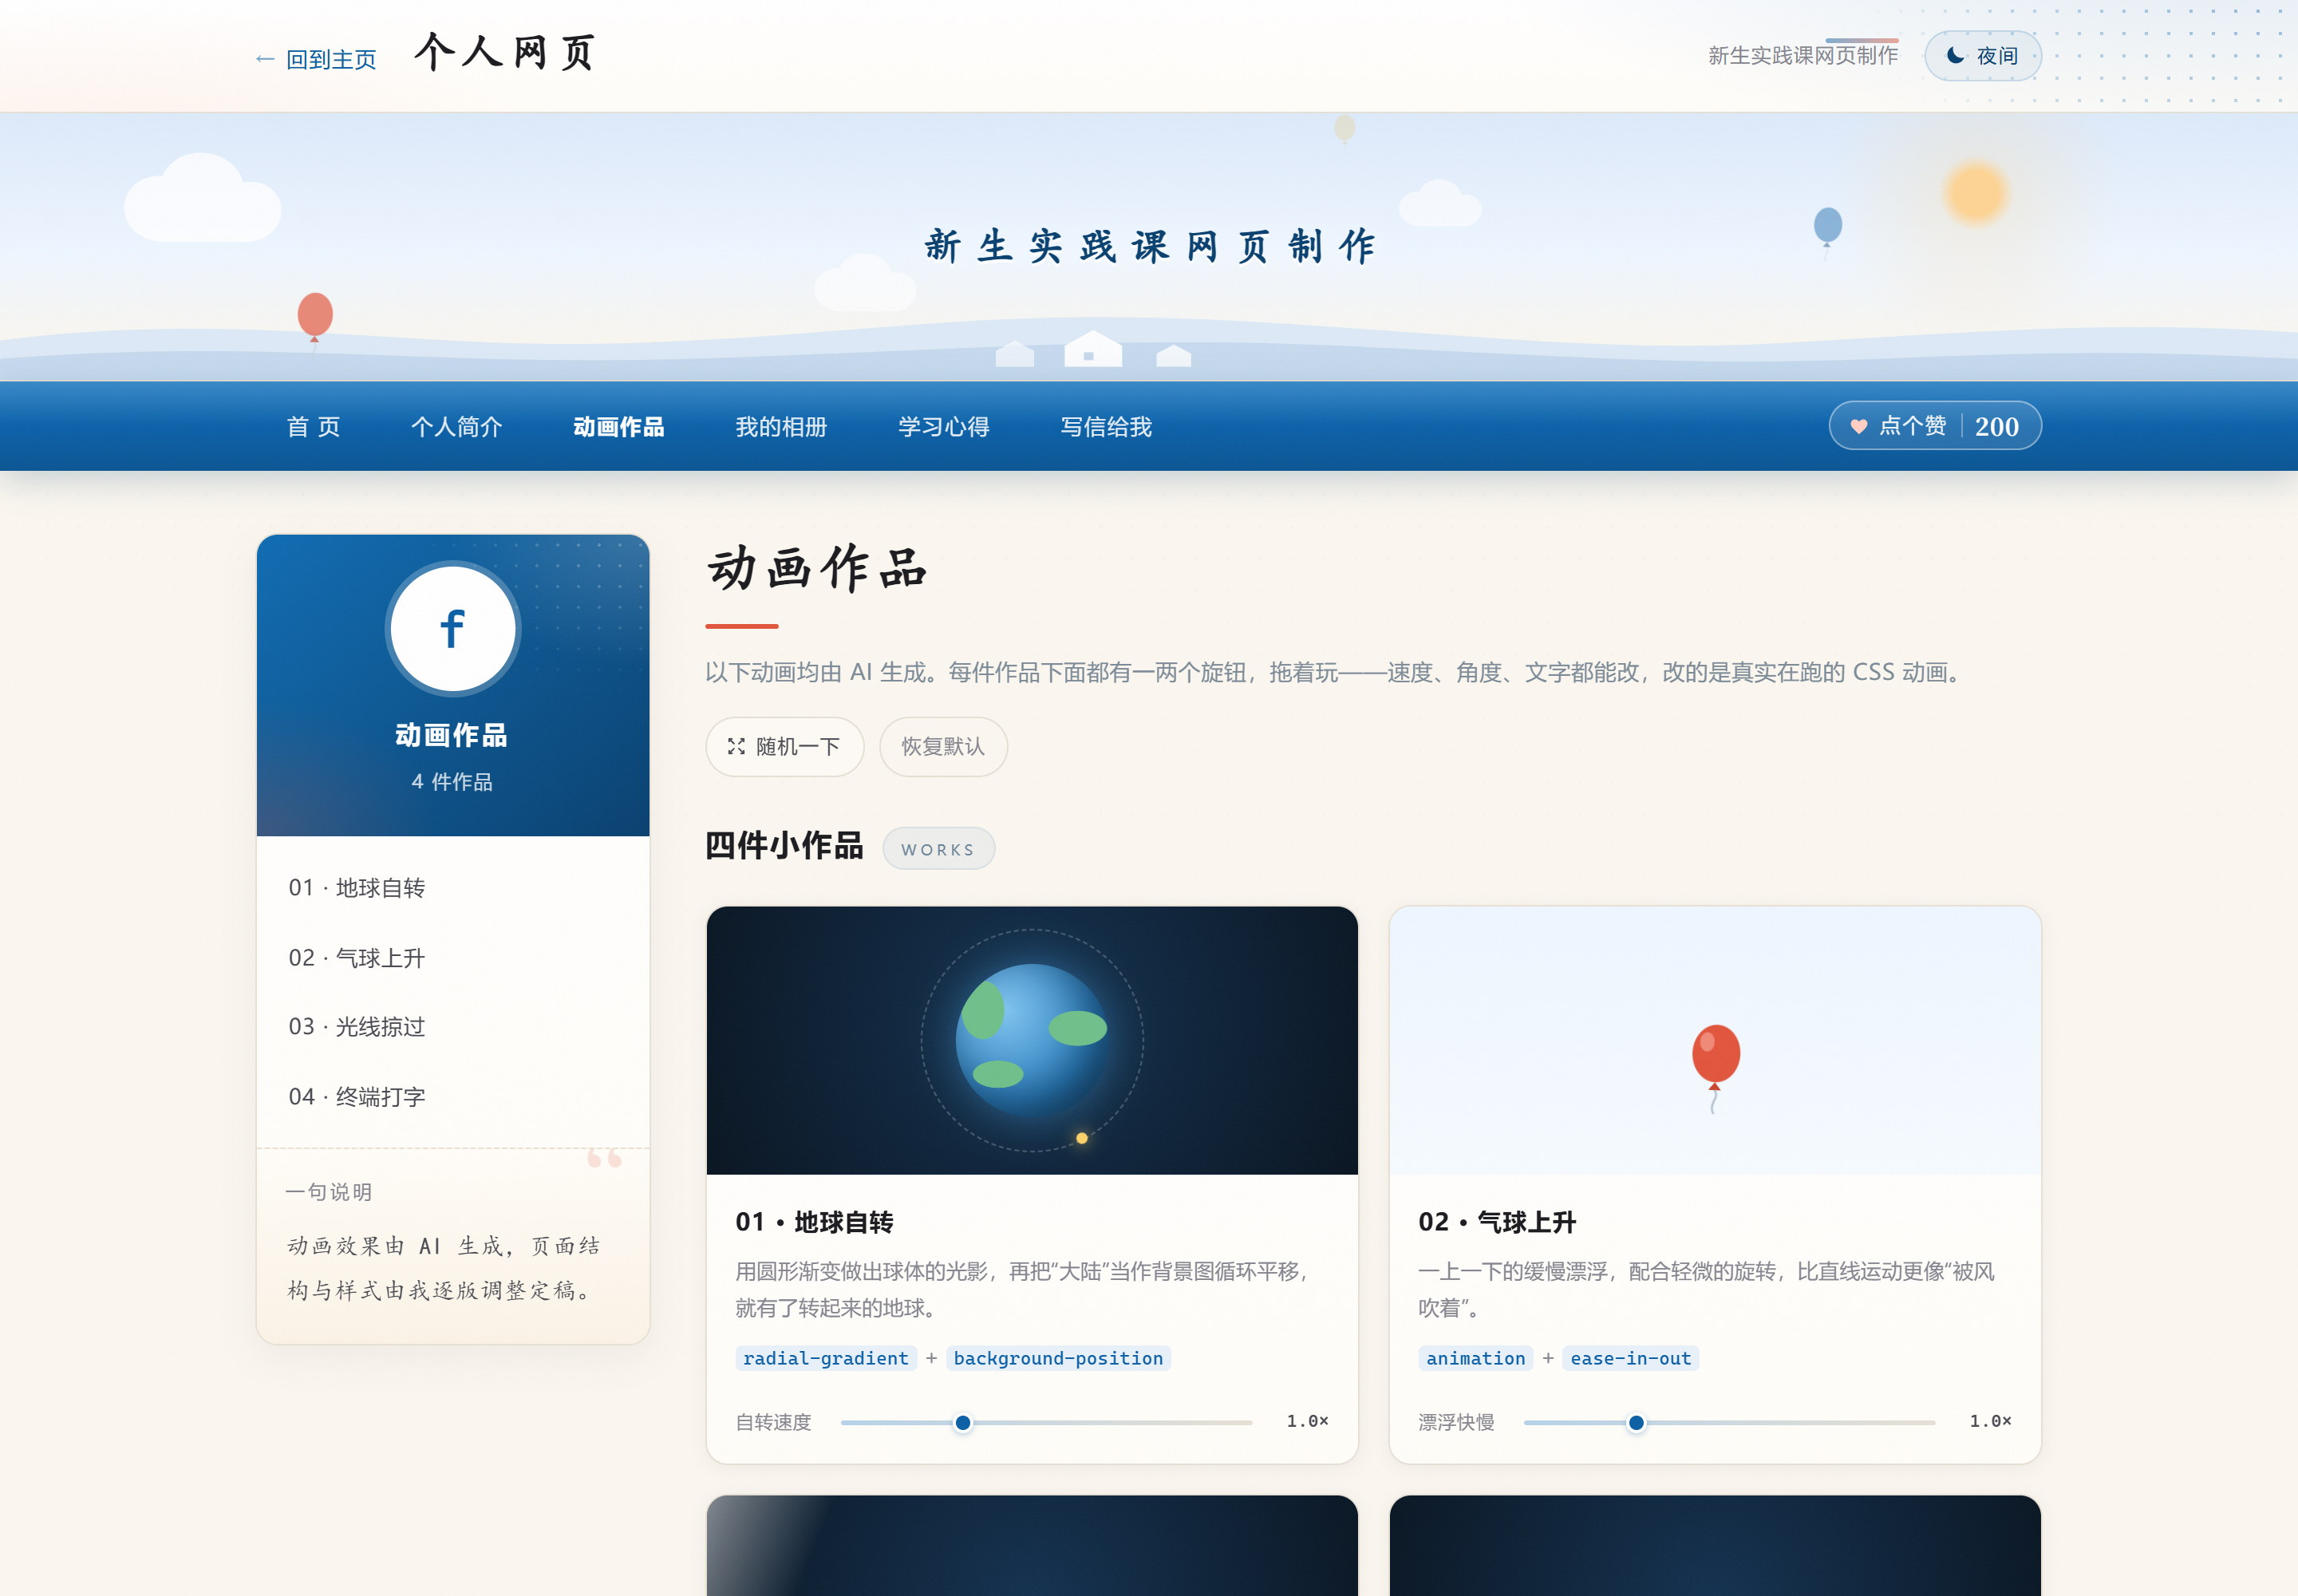 ← 回到主页
个人网页
新生实践课网页制作
夜间
新生实践课网页制作
首 页
个人简介
动画作品
我的相册
学习心得
写信给我
点个赞
200
f
动画作品
4 件作品
01 · 地球自转
02 · 气球上升
03 · 光线掠过
04 · 终端打字
“
一句说明
动画效果由 AI 生成，页面结
构与样式由我逐版调整定稿。
动画作品
以下动画均由 AI 生成。每件作品下面都有一两个旋钮，拖着玩——速度、角度、文字都能改，改的是真实在跑的 CSS 动画。
随机一下
恢复默认
四件小作品
WORKS
01 · 地球自转
用圆形渐变做出球体的光影，再把“大陆”当作背景图循环平移，
就有了转起来的地球。
radial-gradient + background-position
自转速度
1.0×
02 · 气球上升
一上一下的缓慢漂浮，配合轻微的旋转，比直线运动更像“被风
吹着”。
animation + ease-in-out
漂浮快慢
1.0×